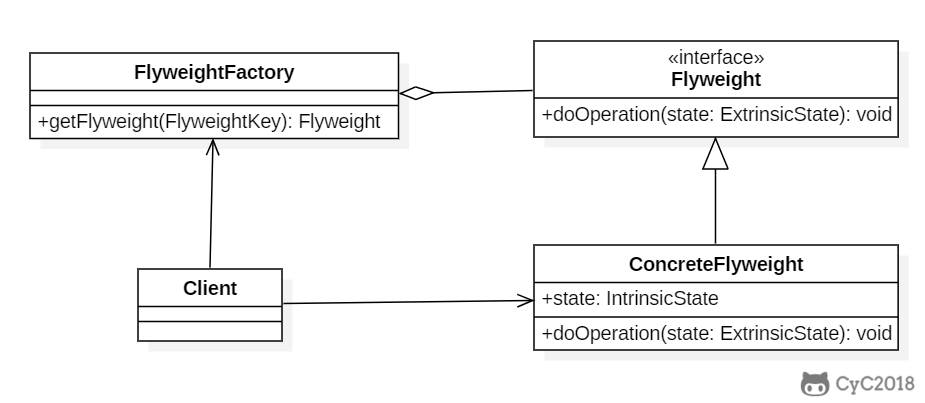 FlyweightFactory
+getFlyweight(FlyweightKey): Flyweight
«interface»
Flyweight
+doOperation(state: ExtrinsicState): void
Client
ConcreteFlyweight
+state: IntrinsicState
+doOperation(state: ExtrinsicState): void
CyC2018